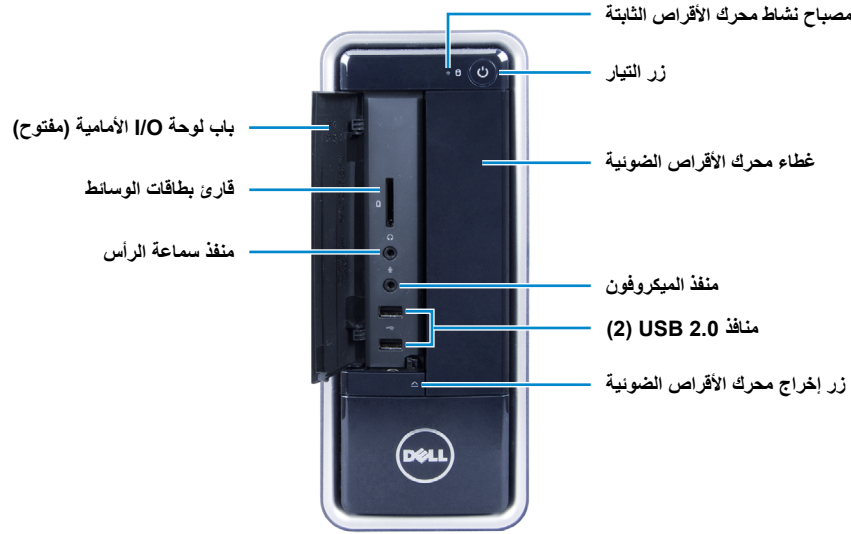 مصباح نشاط محرك الأقراص الثابتة
زر التيار
باب لوحة I/O الأمامية (مفتوح)
غطاء محرك الأقراص الضوئية
قارئ بطاقات الوسائط
منفذ سماعة الرأس
منفذ الميكروفون
منافذ USB 2.0 (2)
زر إخراج محرك الأقراص الضوئية
DELL